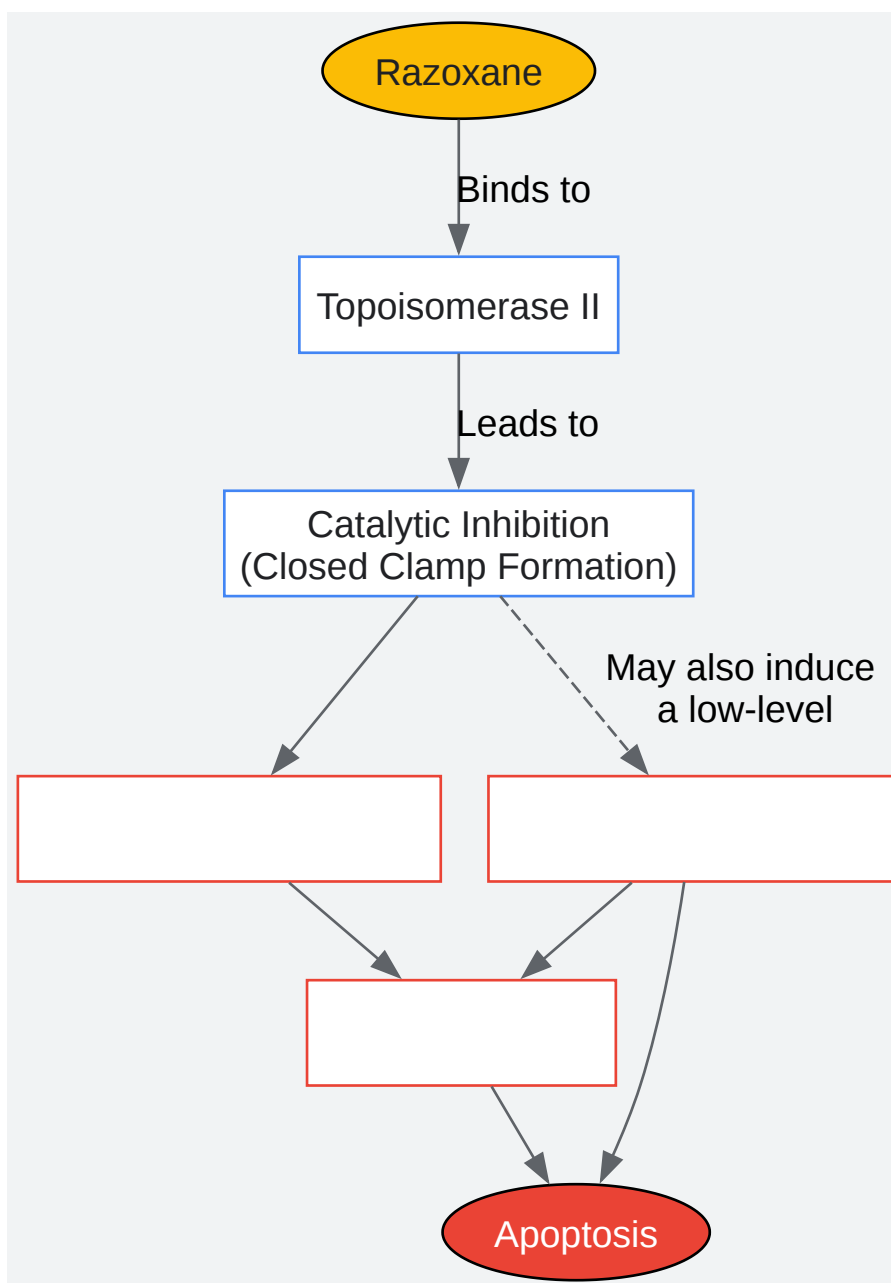 Razoxane
Binds to
Topoisomerase II
Leads to
Catalytic Inhibition
(Closed Clamp Formation)
May also induce
a low-level
Apoptosis